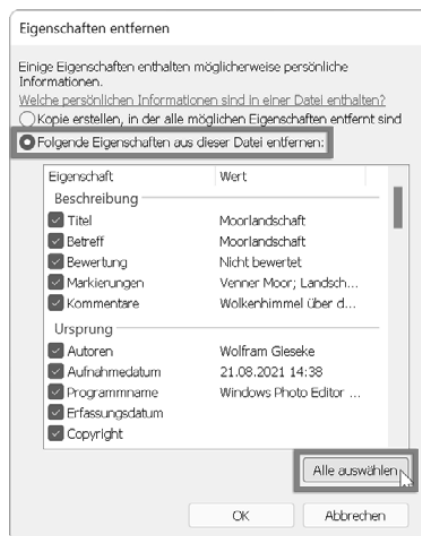 Eigenschaften entfernen
Einige Eigenschaften enthalten möglicherweise persönliche
Informationen.
Welche persönlichen Informationen sind in einer Datei enthalten?
Kopie erstellen, in der alle möglichen Eigenschaften entfernt sind
Folgende Eigenschaften aus dieser Datei entfernen:
Eigenschaft Wert
Beschreibung
Titel Moorlandschaft
Betreff Moorlandschaft
Bewertung Nicht bewertet
Markierungen Venner Moor; Landsch...
Kommentare Wolkenhimmel über d...
Ursprung
Autoren Wolfram Gieseke
Aufnahmedatum 21.08.2021 14:38
Programmname Windows Photo Editor ...
Erfassungsdatum
Copyright
Alle auswählen
OK Abbrechen